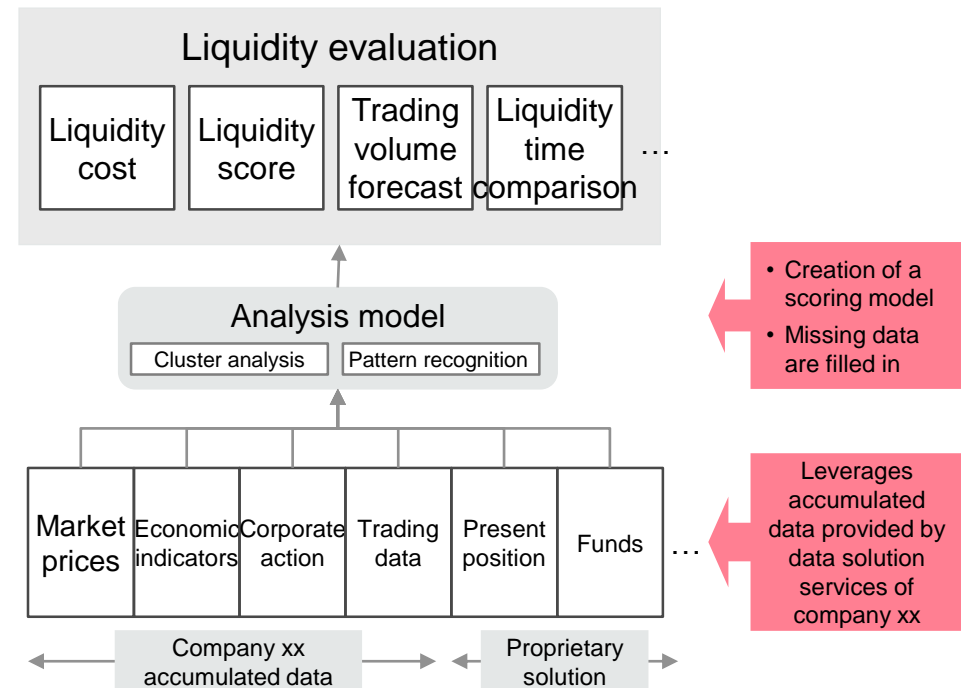 Liquidity evaluation
Liquidity
cost
Liquidity
score
Trading
volume
forecast
Liquidity
time
comparison
...
Analysis model
Cluster analysis
Pattern recognition
• Creation of a
scoring model
• Missing data
are filled in
Market
prices
Economic
indicators
Corporate
action
Trading
data
Present
position
Funds
...
Leverages
accumulated
data provided by
data solution
services of
company xx
Company xx
accumulated data
Proprietary
solution